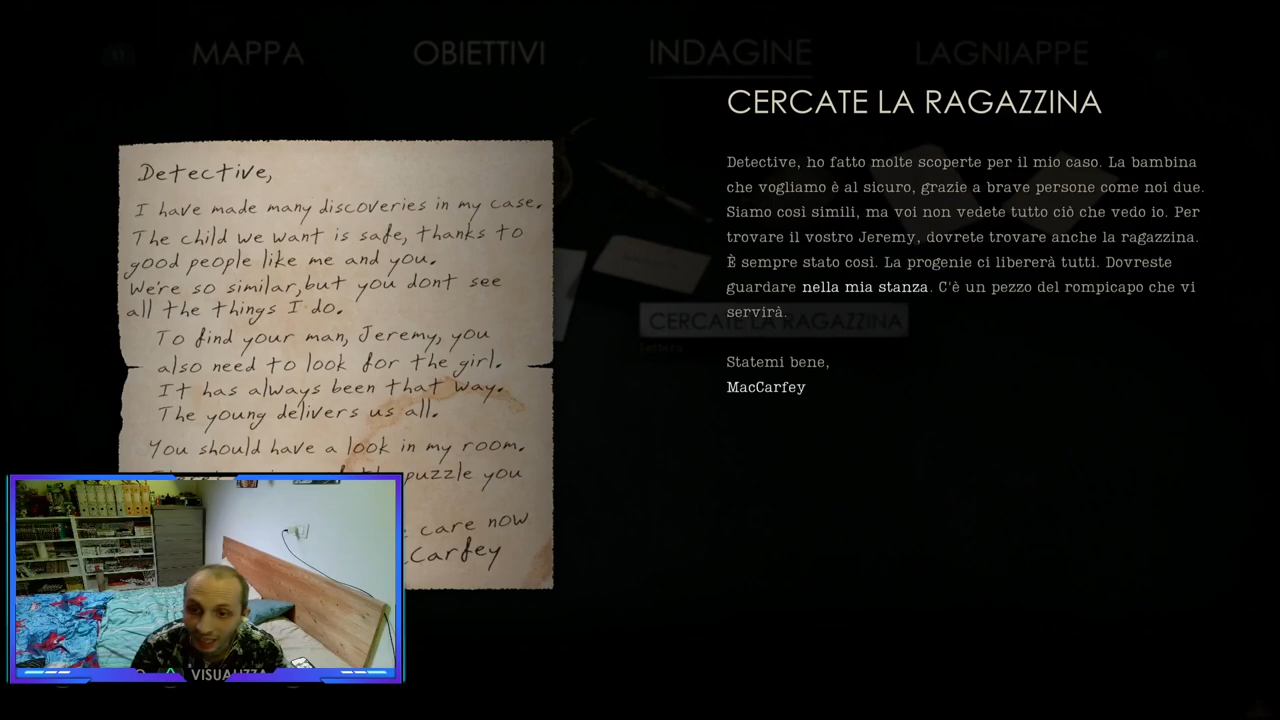 MAPPA
OBIETTIVI
INDAGINE
LAGNIAPPE
CERCATE LA RAGAZZINA
Detective,
I have made many discoveries in my case.
The child we want is safe, thanks to
good people like me and you.
We're so similar, but you dont see
all the things I do.
To find your man, Jeremy, you
also need to look for the girl.
It has always been that way.
The young delivers us all.
You should have a look in my room.
puzzle you
care now
Carfey
Detective, ho fatto molte scoperte per il mio caso. La bambina
che vogliamo è al sicuro, grazie a brave persone come noi due.
Siamo così simili, ma voi non vedete tutto ciò che vedo io. Per
trovare il vostro Jeremy, dovrete trovare anche la ragazzina.
È sempre stato così. La progenie ci libererà tutti. Dovreste
guardare nella mia stanza. C'è un pezzo del rompicapo che vi
servirà.
Statemi bene,
MacCarfey
CERCATE LA RAGAZZINA
VISUALIZZA